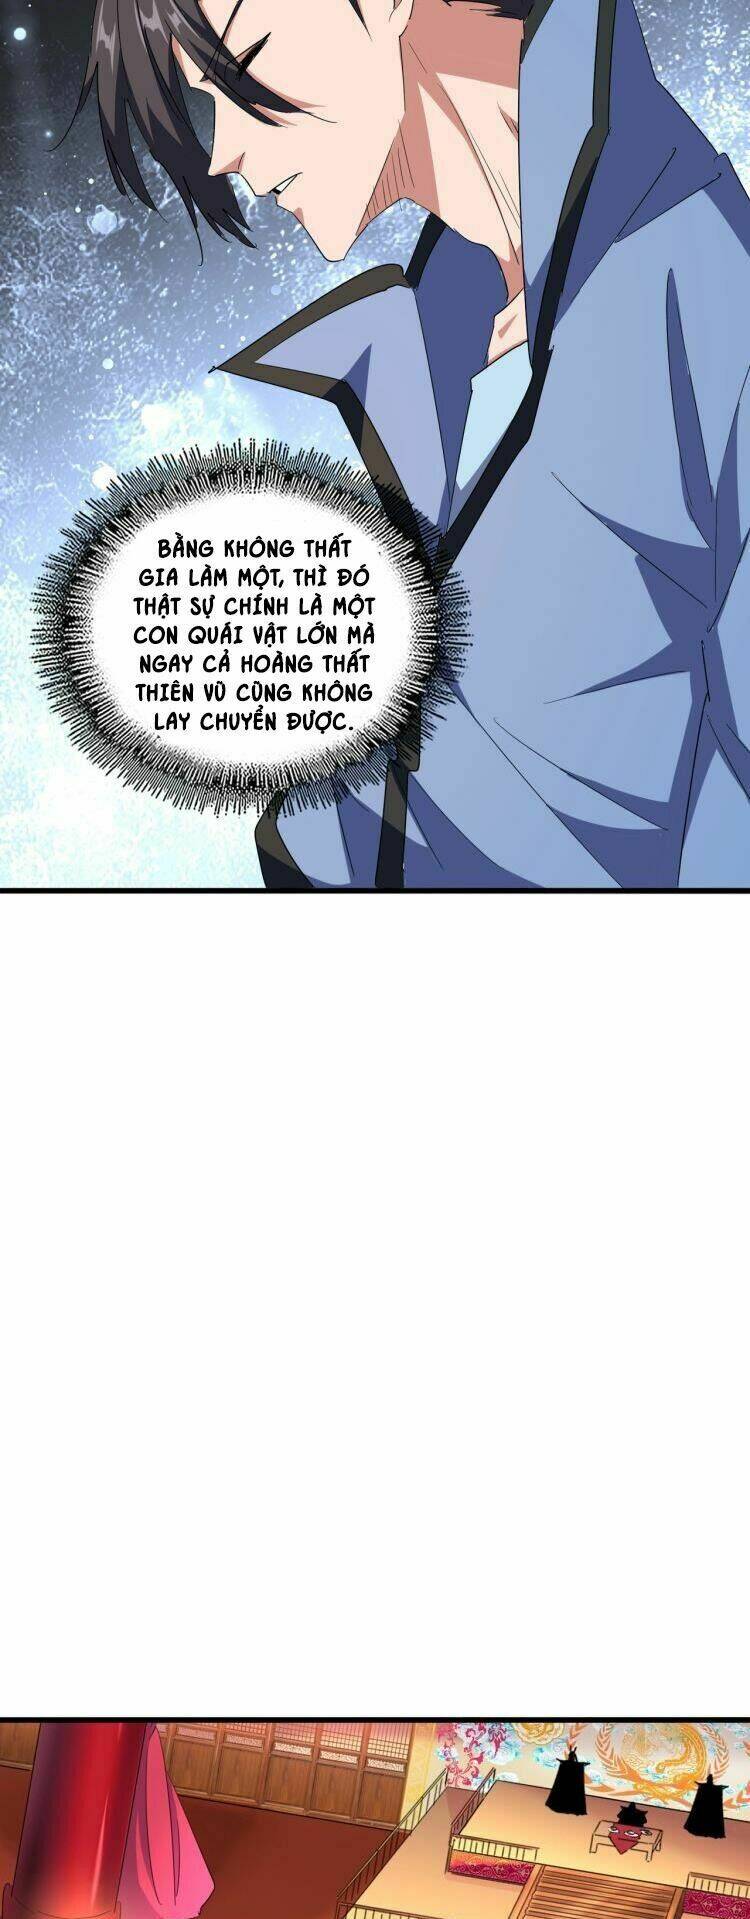 BẰNG KHÔNG THẤT
GIA LÀM MỘT, THÌ ĐÓ
THẬT SỰ CHÍNH LÀ MỘT
CON QUÁI VẬT LỚN MÀ
NGAY CẢ HOÀNG THẤT
THIÊN VŨ CŨNG KHÔNG
LAY CHUYỂN ĐƯỢC.